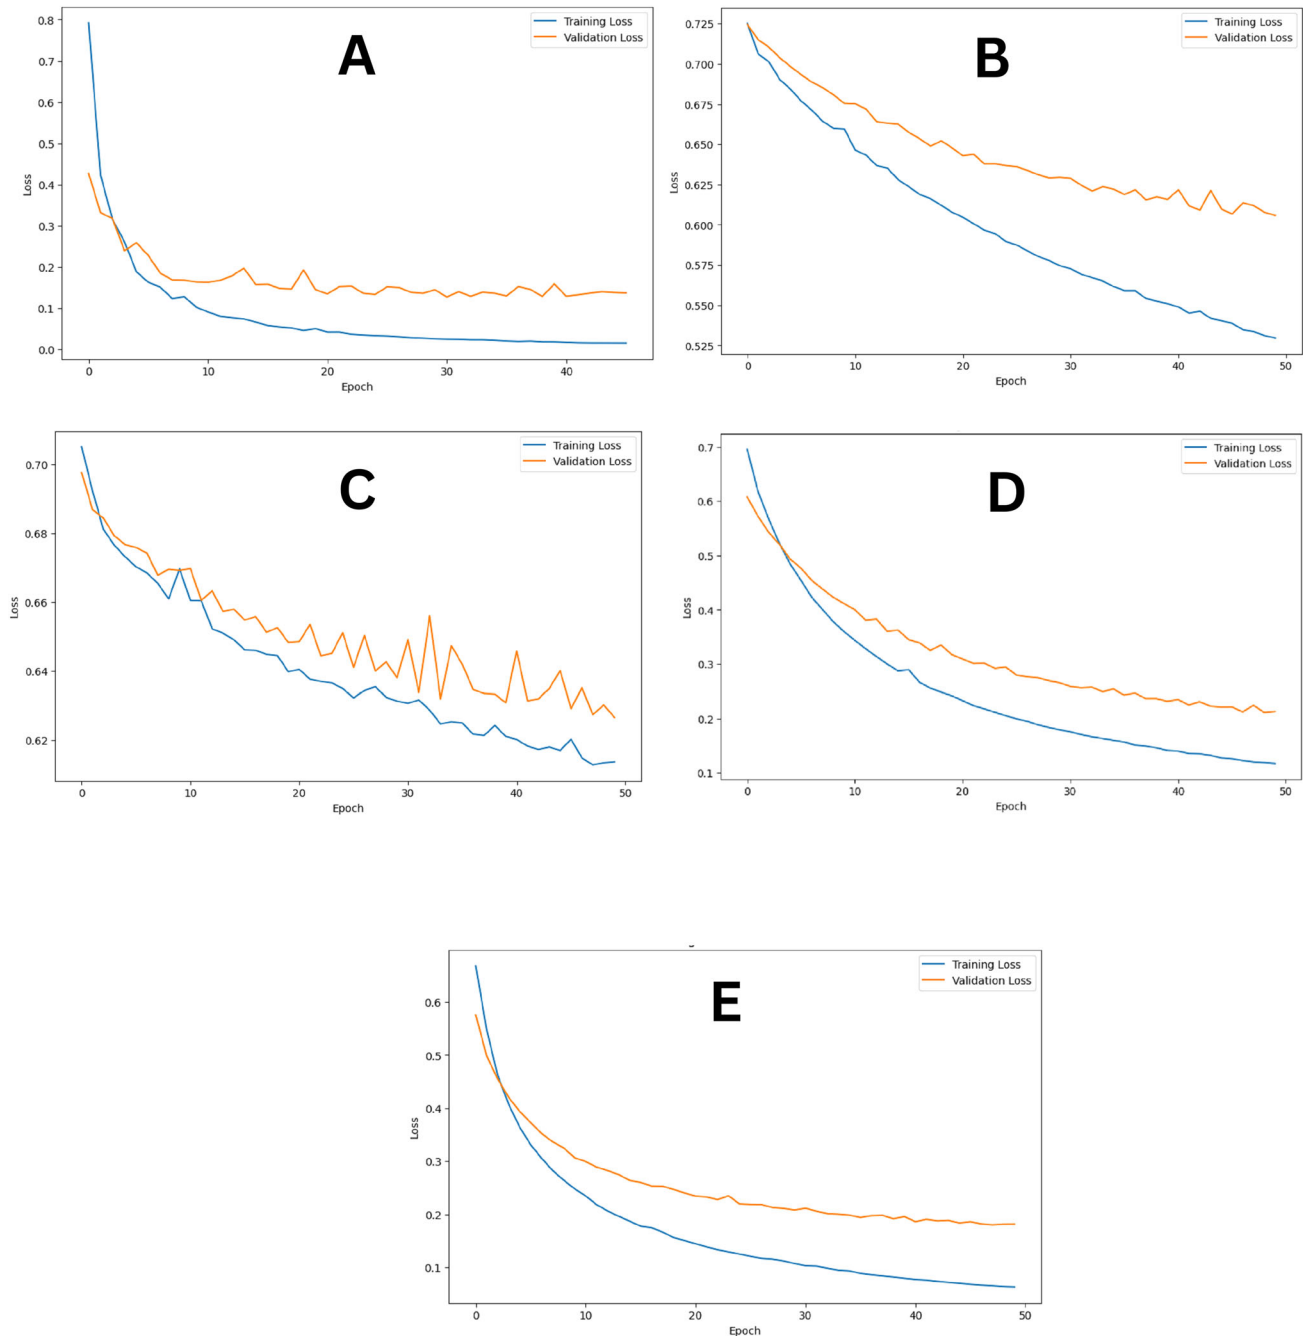 A
Training Loss
Validation Loss
0.8
0.7
0.6
0.5
0.4
0.3
0.2
0.1
0.0
Loss
0 10 20 30 40
Epoch
B
Training Loss
Validation Loss
0.725
0.700
0.675
0.650
0.625
0.600
0.575
0.550
0.525
Loss
0 10 20 30 40 50
Epoch
C
Training Loss
Validation Loss
0.70
0.68
0.66
0.64
0.62
Loss
0 10 20 30 40 50
Epoch
D
Training Loss
Validation Loss
0.7
0.6
0.5
0.4
0.3
0.2
0.1
Loss
0 10 20 30 40 50
Epoch
E
Training Loss
Validation Loss
0.6
0.5
0.4
0.3
0.2
0.1
Loss
0 10 20 30 40 50
Epoch